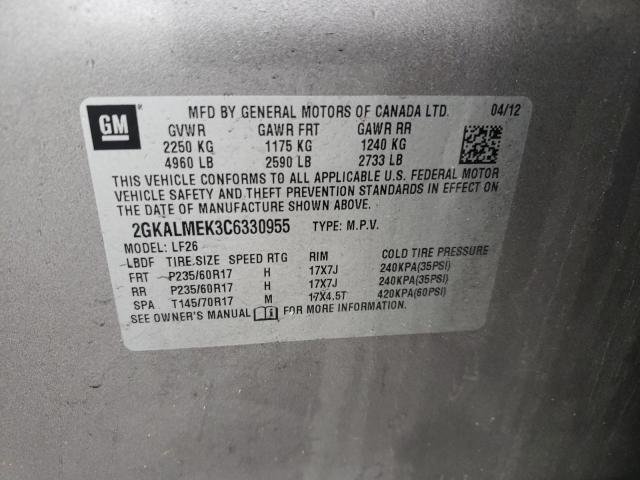 GM
MFD BY GENERAL MOTORS OF CANADA LTD. 04/12
GVWR GAWR FRT GAWR RR
2250 KG 1175 KG 1240 KG
4960 LB 2590 LB 2733 LB
THIS VEHICLE CONFORMS TO ALL APPLICABLE U.S. FEDERAL MOTOR
VEHICLE SAFETY AND THEFT PREVENTION STANDARDS IN EFFECT ON
THE DATE OF MANUFACTURE SHOWN ABOVE.
2GKALMEK3C6330955 TYPE: M.P.V.
MODEL: LF26
LBDF TIRE.SIZE SPEED RTG RIM COLD TIRE PRESSURE
FRT P235/60R17 H 17X7J 240KPA(35PSI)
RR P235/60R17 H 17X7J 240KPA(35PSI)
SPA T145/70R17 M 17X4.5T 420KPA(60PSI)
SEE OWNER'S MANUAL FOR MORE INFORMATION.